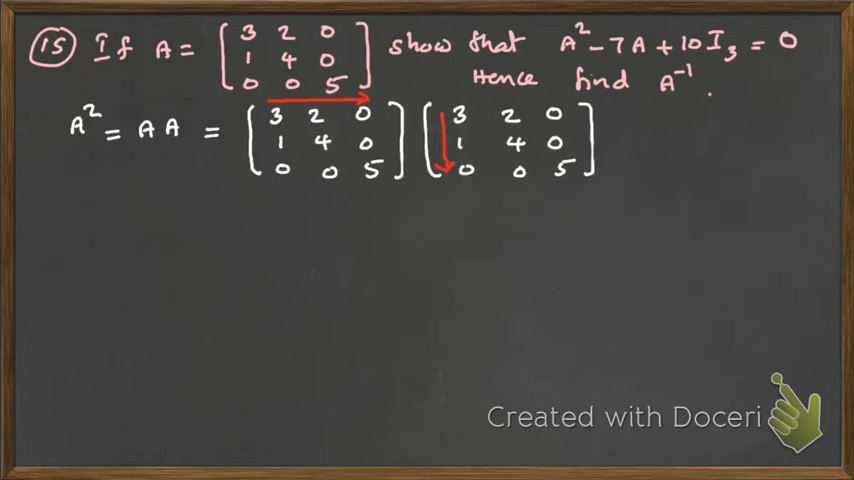 15 If A = [3 2 0 show that A² - 7A + 10I₃ = 0
1 4 0
0 0 5] Hence find A⁻¹.
A² = A A = [3 2 0 [3 2 0
1 4 0 1 4 0
0 0 5] 0 0 5]
Created with Doceri